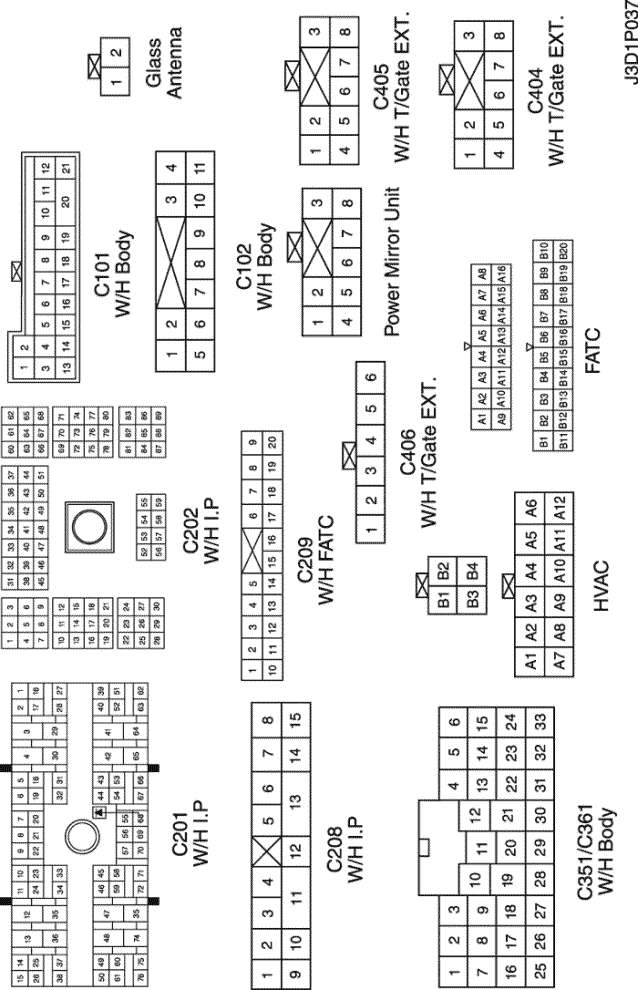 J3D1P037
1 2
Glass
Antenna
1 2 3
4 5 6 7 8
C405
W/H T/Gate EXT.
1 2 3
4 5 6 7 8
C404
W/H T/Gate EXT.
1 2
3 4 5 6 7 8 9 10 11 12
13 14 15 16 17 18 19 20 21
C101
W/H Body
1 2 3 4
5 6 7 8 9 10 11
C102
W/H Body
1 2 3
4 5 6 7 8
Power Mirror Unit
31 32 33 34 35 36 37
38 39 40 41 42 43 44
45 46 47 48 49 50 51
60 61 62
63 64 65
66 67 68
69 70 71
72 73 74
75 76 77
78 79 80
81 82 83
84 85 86
87 88 89
1 2 3
4 5 6
7 8 9
10 11 12
13 14 15
16 17 18
19 20 21
22 23 24
25 26 27
28 29 30
52 53 54 55
56 57 58 59
C202
W/H I.P
1 2 3 4 5 6 7 8 9
10 11 12 13 14 15 16 17 18 19 20
C209
W/H FATC
1 2 3 4 5 6
C406
W/H T/Gate EXT.
A1 A2 A3 A4 A5 A6 A7 A8
A9 A10 A11 A12 A13 A14 A15 A16
B1 B2 B3 B4 B5 B6 B7 B8 B9 B10
B11 B12 B13 B14 B15 B16 B17 B18 B19 B20
FATC
15 14 13 12 11 10 9 8 7 6 5 4 3 2 1
26 25 24 23 22 21 20 19 18 17 16
38 37 36 35 34 33 32 31 30 29 28 27
50 49 48 47 46 45 44 43 42 41 40 39
61 60 59 58 57 56 55 54 53 52 51
76 75 74 35 72 71 70 69 68 67 66 65 64 63 62
C201
W/H I.P
1 2 3 4 5 6 7 8
9 10 11 12 13 14 15
C208
W/H I.P
B1 B2
B3 B4
A1 A2 A3 A4 A5 A6
A7 A8 A9 A10 A11 A12
HVAC
1 2 3 4 5 6
7 8 9 10 11 12 13 14 15
16 17 18 19 20 21 22 23 24
25 26 27 28 29 30 31 32 33
C351/C361
W/H Body